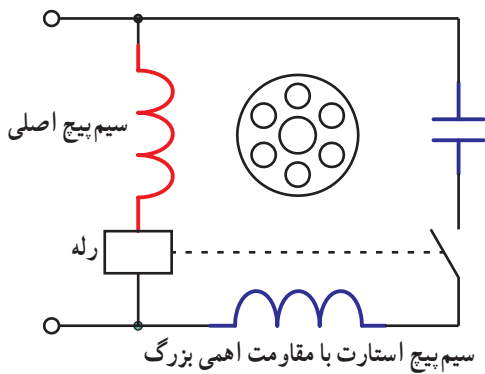 سیم‌پیچ اصلی
رله
سیم‌پیچ استارت با مقاومت اهمی بزرگ